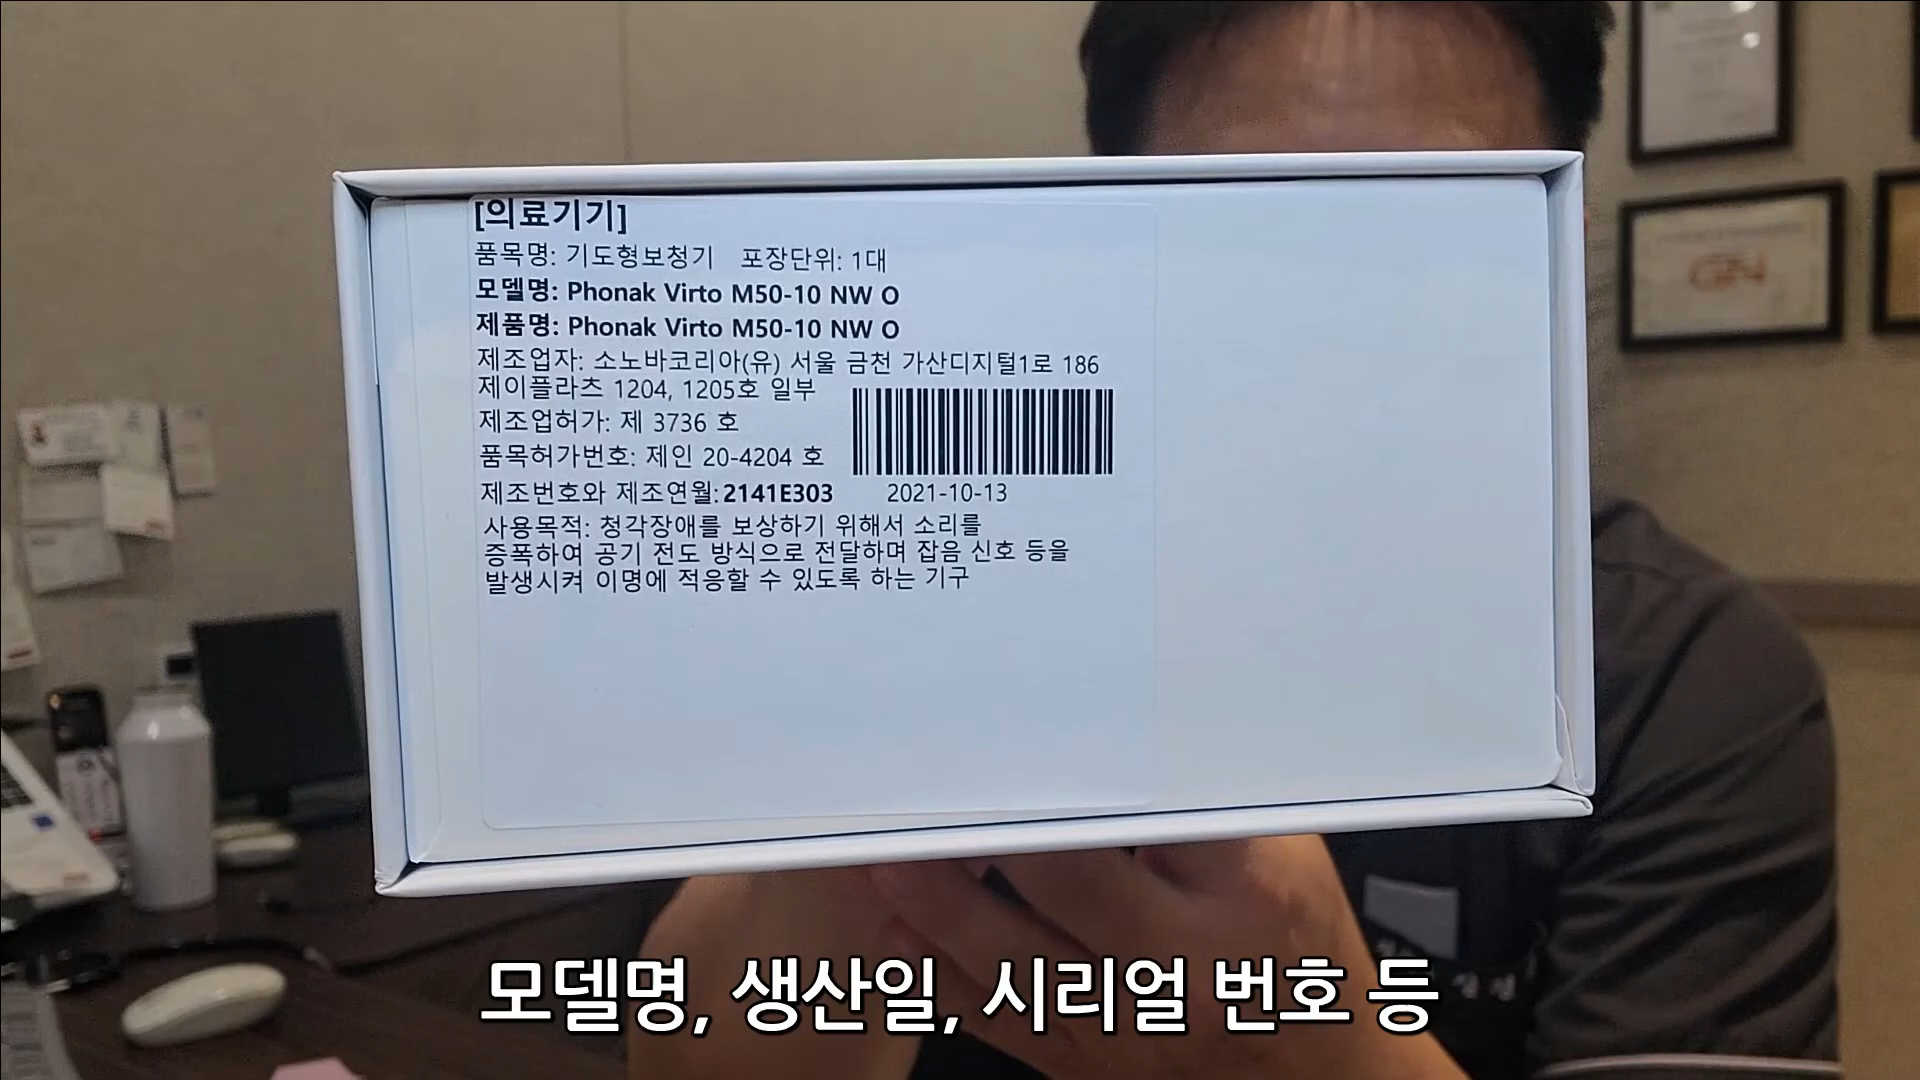 [의료기기]
품목명: 기도형보청기 포장단위: 1대
모델명: Phonak Virto M50-10 NW O
제품명: Phonak Virto M50-10 NW O
제조업자: 소노바코리아(유) 서울 금천 가산디지털1로 186
제이플라츠 1204, 1205호 일부
제조업허가: 제 3736 호
품목허가번호: 제인 20-4204 호
제조번호와 제조연월:2141E303 2021-10-13
사용목적: 청각장애를 보상하기 위해서 소리를
증폭하여 공기 전도 방식으로 전달하며 잡음 신호 등을
발생시켜 이명에 적응할 수 있도록 하는 기구
모델명, 생산일, 시리얼 번호 등